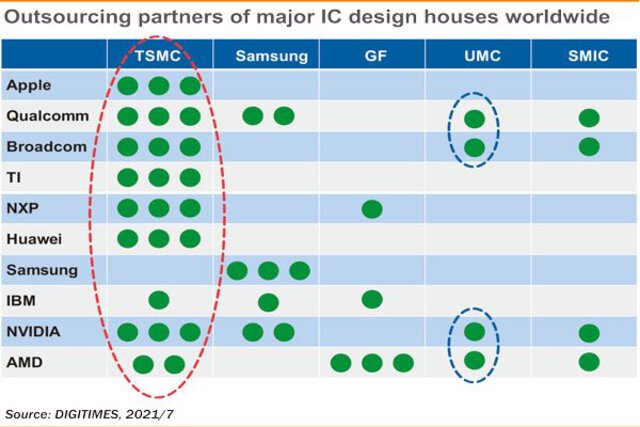 Outsourcing partners of major IC design houses worldwide
TSMC Samsung GF UMC SMIC
Apple
Qualcomm
Broadcom
TI
NXP
Huawei
Samsung
IBM
NVIDIA
AMD
Source: DIGITIMES, 2021/7